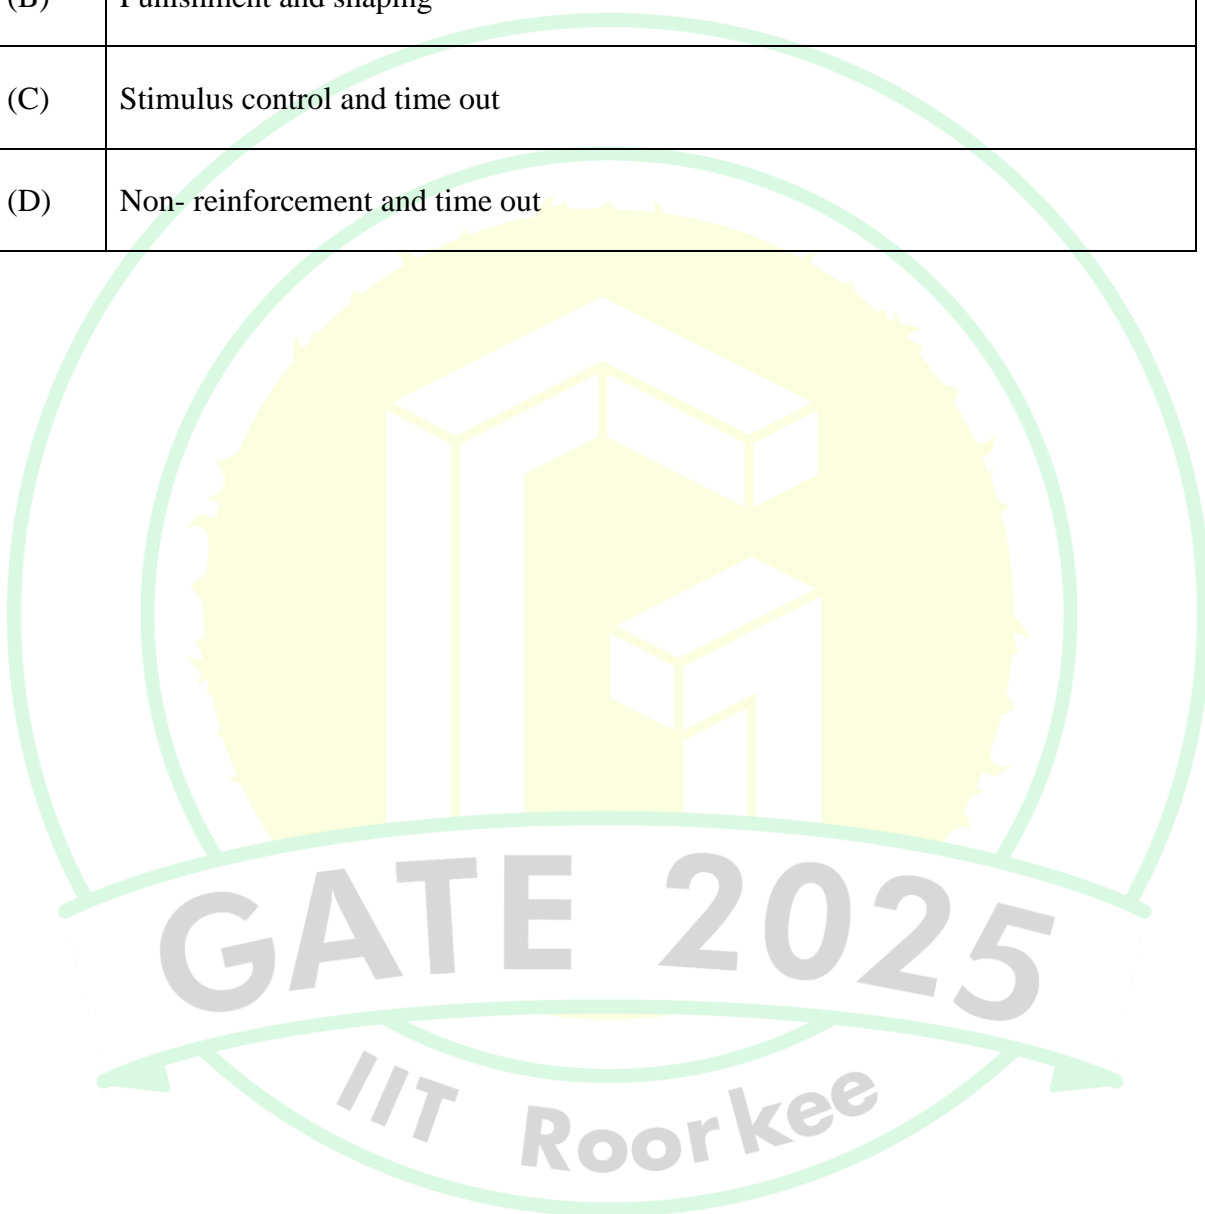 (B) Punishment and shaping
(C) Stimulus control and time out
(D) Non- reinforcement and time out
GATE 2025
IIT Roorkee